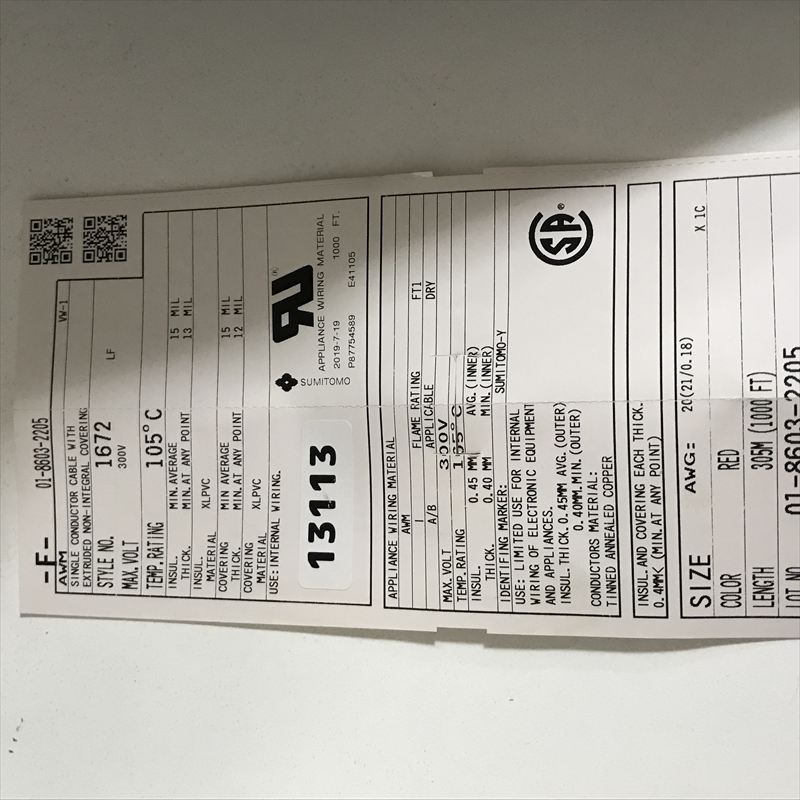 -F- 01-8603-2205
AWM VW-1
SINGLE CONDUCTOR CABLE WITH
EXTRUDED NON-INTEGRAL COVERING
STYLE NO. 1672 LF
MAX.VOLT 300V
TEMP.RATING 105°C
INSUL. MIN.AVERAGE 15 MIL
THICK. MIN.AT ANY POINT 13 MIL
INSUL.
MATERIAL XLPVC
COVERING MIN AVERAGE 15 MIL
THICK. MIN.AT ANY POINT 12 MIL
COVERING
MATERIAL XLPVC
USE:INTERNAL WIRING.
SUMITOMO
APPLIANCE WIRING MATERIAL
2019-7-19 1000 FT.
P87754589 E41105
13113
APPLIANCE WIRING MATERIAL
AWM FLAME RATING FT1
I A/B APPLICABLE DRY
MAX.VOLT 300V
TEMP.RATING 105°C
INSUL. 0.45 MM AVG.(INNER)
THICK. 0.40 MM MIN.(INNER)
IDENTIFYING MARKER: SUMITOMO-Y
USE: LIMITED USE FOR INTERNAL
WIRING OF ELECTRONIC EQUIPMENT
AND APPLIANCES.
INSUL.THICK.0.45MM AVG.(OUTER)
0.40MM.MIN.(OUTER)
CONDUCTORS MATERIAL:
TINNED ANNEALED COPPER
SA ®
INSUL.AND COVERING EACH THICK.
0.4MM< (MIN.AT ANY POINT)
SIZE AWG= 20(21/0.18) X 1C
COLOR RED
LENGTH 305M (1000 FT)
LOT NO 01-8603-2205